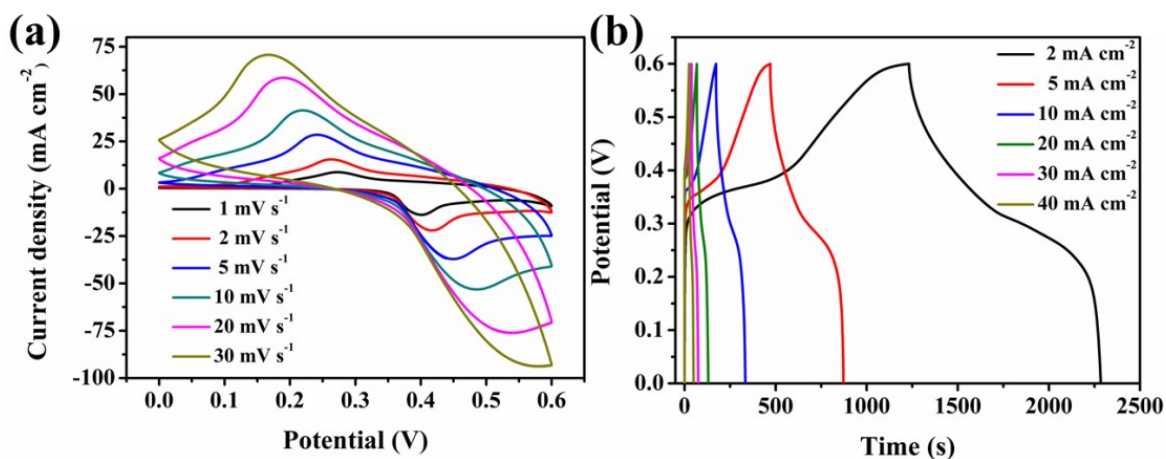 (a)
75
50
25
0
-25
-50
-75
-100
Current density (mA cm⁻²)
1 mV s⁻¹
2 mV s⁻¹
5 mV s⁻¹
10 mV s⁻¹
20 mV s⁻¹
30 mV s⁻¹
0.0 0.1 0.2 0.3 0.4 0.5 0.6
Potential (V)
(b)
0.6
0.5
0.4
0.3
0.2
0.1
0.0
Potential (V)
2 mA cm⁻²
5 mA cm⁻²
10 mA cm⁻²
20 mA cm⁻²
30 mA cm⁻²
40 mA cm⁻²
0 500 1000 1500 2000 2500
Time (s)